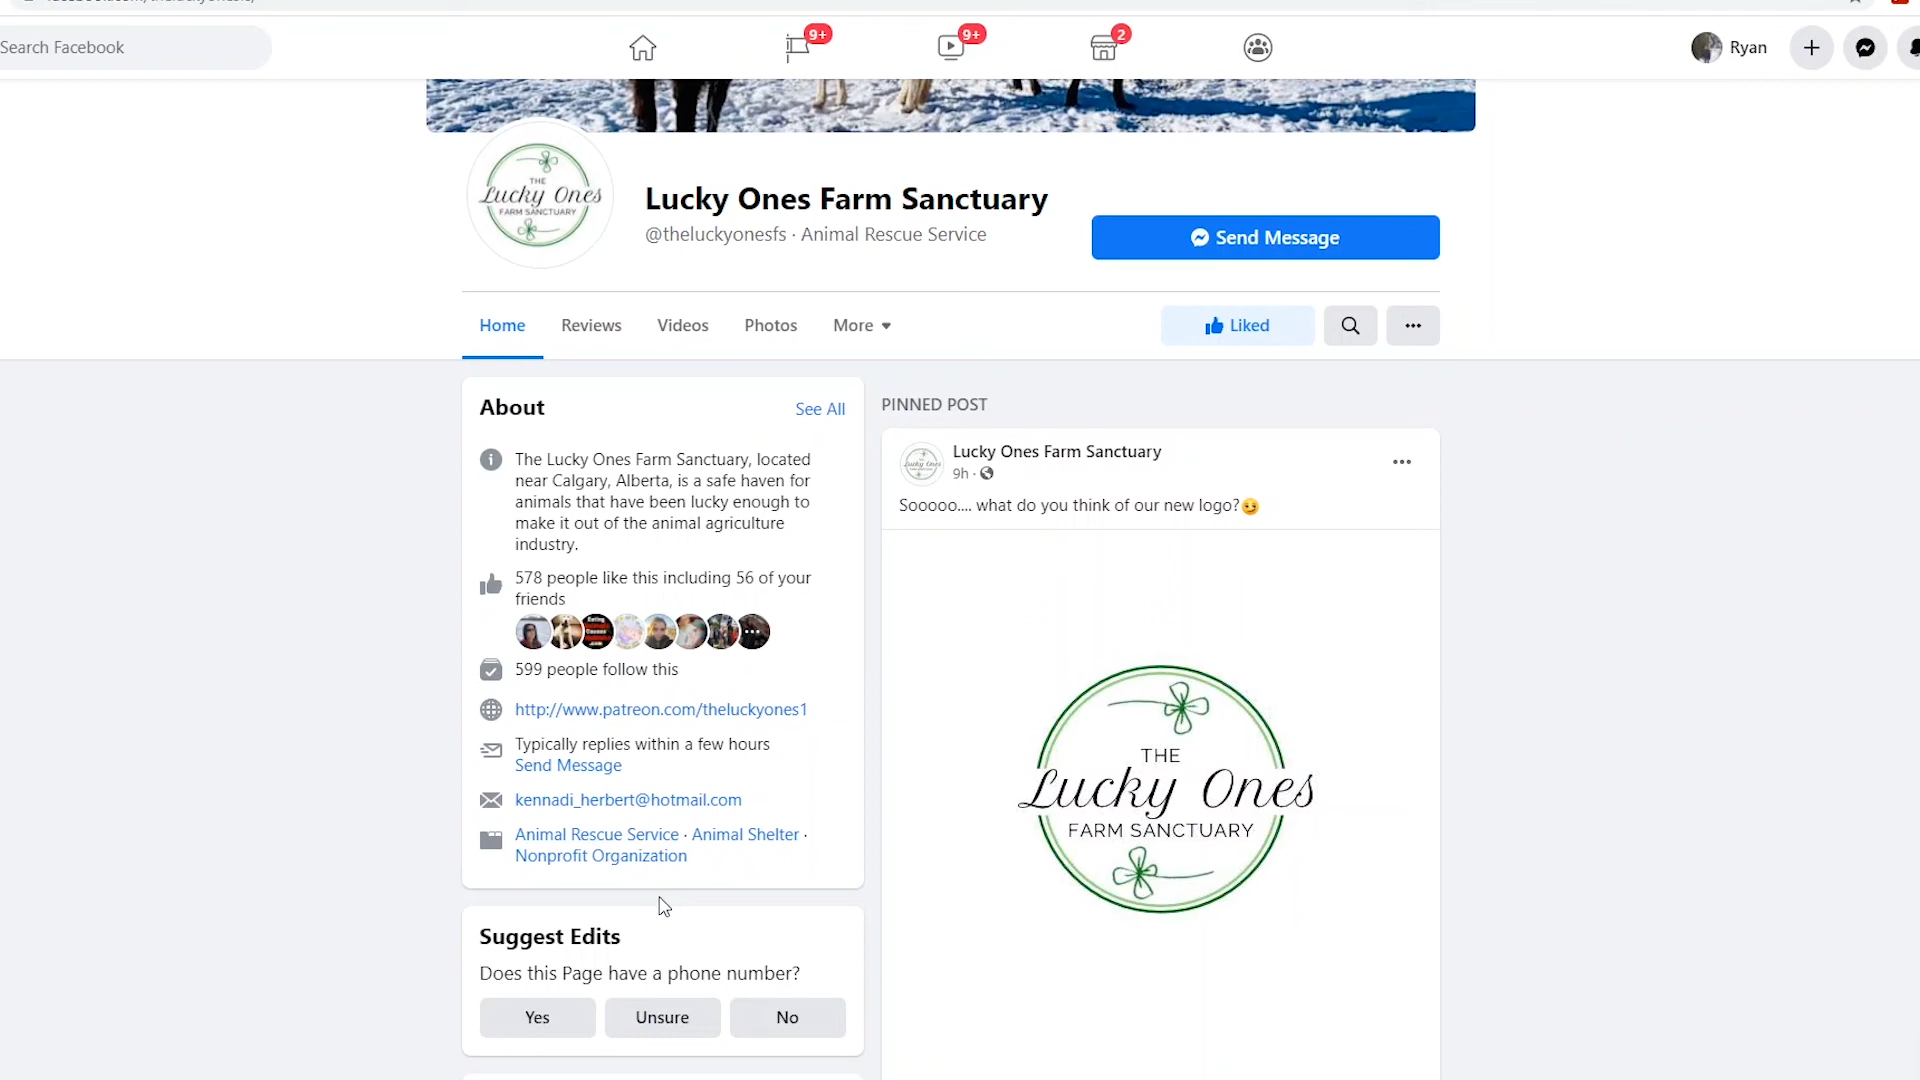 Search Facebook
9+
9+
2
Ryan
THE
Lucky Ones
FARM SANCTUARY
Lucky Ones Farm Sanctuary
@theluckyonesfs · Animal Rescue Service
Send Message
Home
Reviews
Videos
Photos
More
Liked
About
See All
The Lucky Ones Farm Sanctuary, located
near Calgary, Alberta, is a safe haven for
animals that have been lucky enough to
make it out of the animal agriculture
industry.
578 people like this including 56 of your
friends
599 people follow this
http://www.patreon.com/theluckyones1
Typically replies within a few hours
Send Message
kennadi_herbert@hotmail.com
Animal Rescue Service · Animal Shelter ·
Nonprofit Organization
Suggest Edits
Does this Page have a phone number?
Yes
Unsure
No
PINNED POST
Lucky Ones Farm Sanctuary
9h ·
Sooooo.... what do you think of our new logo?😏
THE
Lucky Ones
FARM SANCTUARY